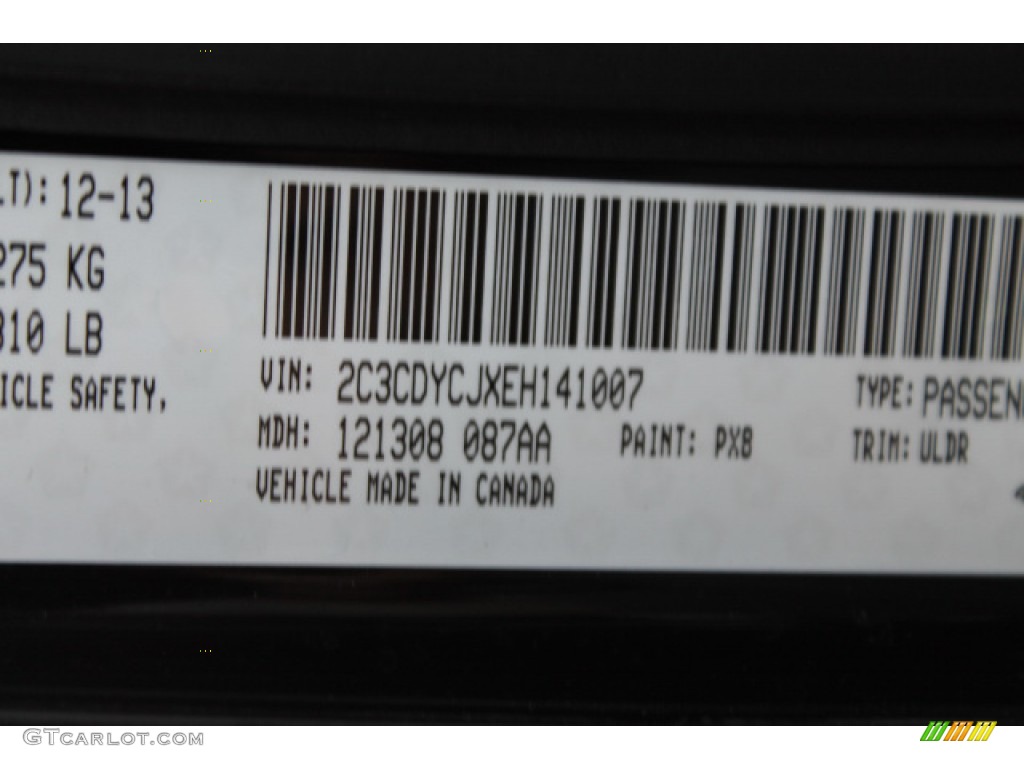 LT): 12-13
275 KG
310 LB
ICLE SAFETY,
VIN: 2C3CDYCJXEH141007
TYPE: PASSEN
MDH: 121308 087AA
PAINT: PX8
TRIM: ULDR
VEHICLE MADE IN CANADA
GTcarlot.com